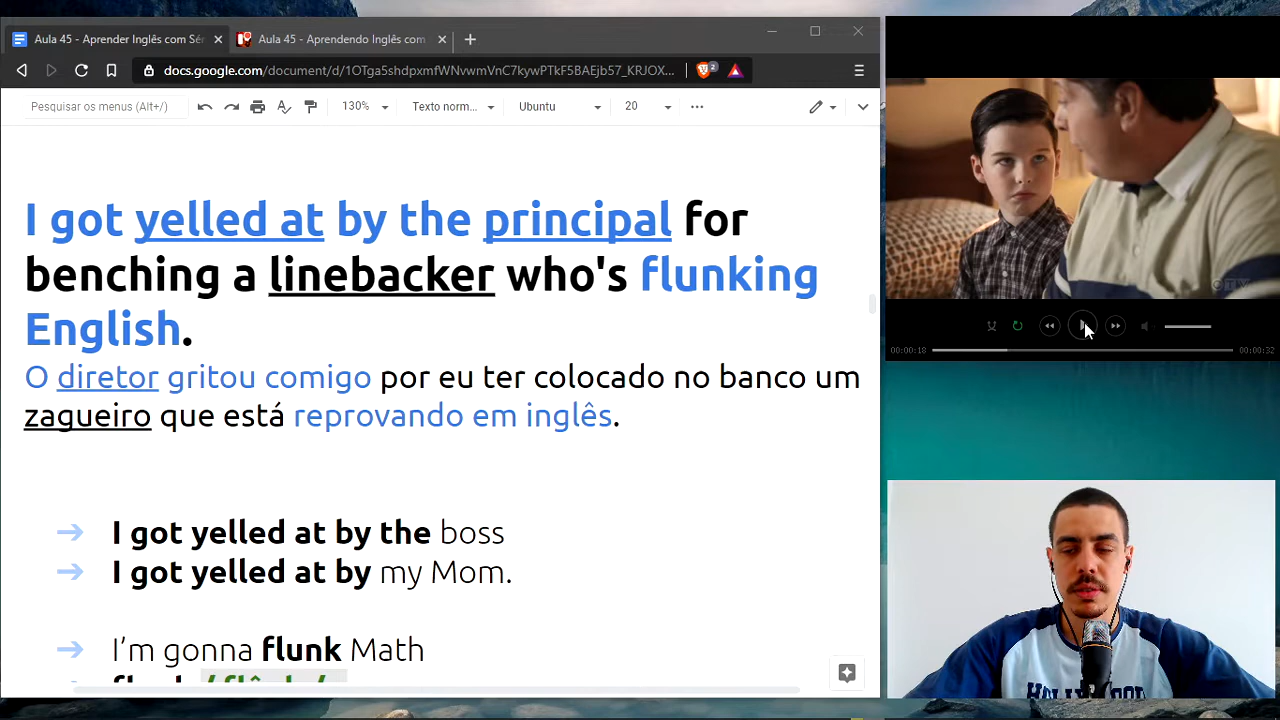 Aula 45 - Aprender Inglês com Sér
Aula 45 - Aprendendo Inglês com
docs.google.com/document/d/1OTga5shdpxmfWNvwmVnC7kywPTkF5BAEjb57_KRJOX...
2
Pesquisar os menus (Alt+/)
130%
Texto norm...
Ubuntu
20
I got yelled at by the principal for
benching a linebacker who's flunking
English.
O diretor gritou comigo por eu ter colocado no banco um
zagueiro que está reprovando em inglês.
➔ I got yelled at by the boss
➔ I got yelled at by my Mom.
➔ I’m gonna flunk Math
CTV
00:00:18
00:00:32